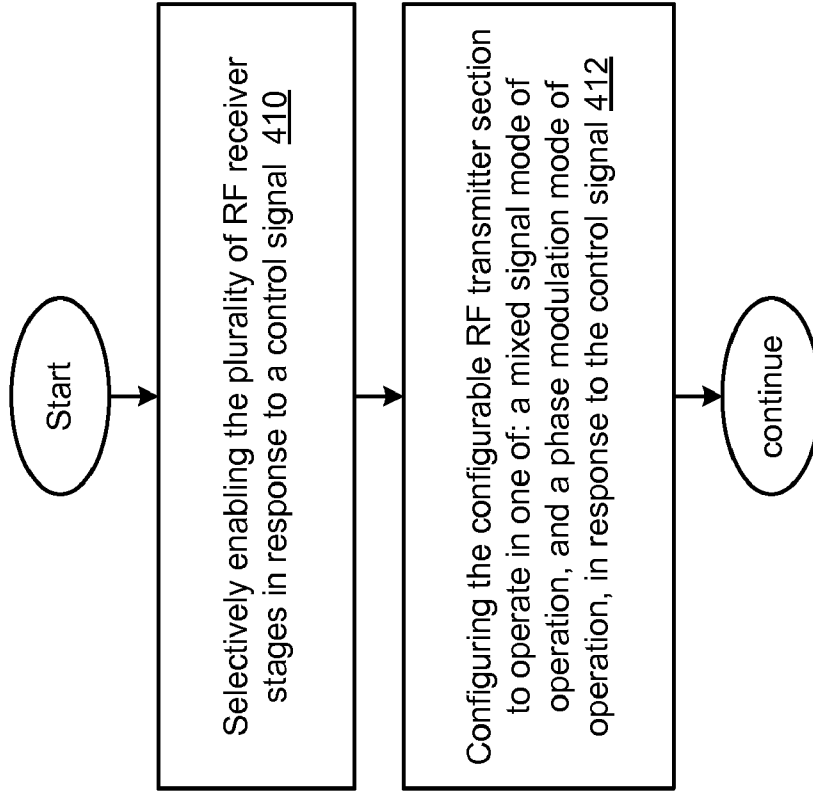 Start
Selectively enabling the plurality of RF receiver
stages in response to a control signal 410
Configuring the configurable RF transmitter section
to operate in one of: a mixed signal mode of
operation, and a phase modulation mode of
operation, in response to the control signal 412
continue